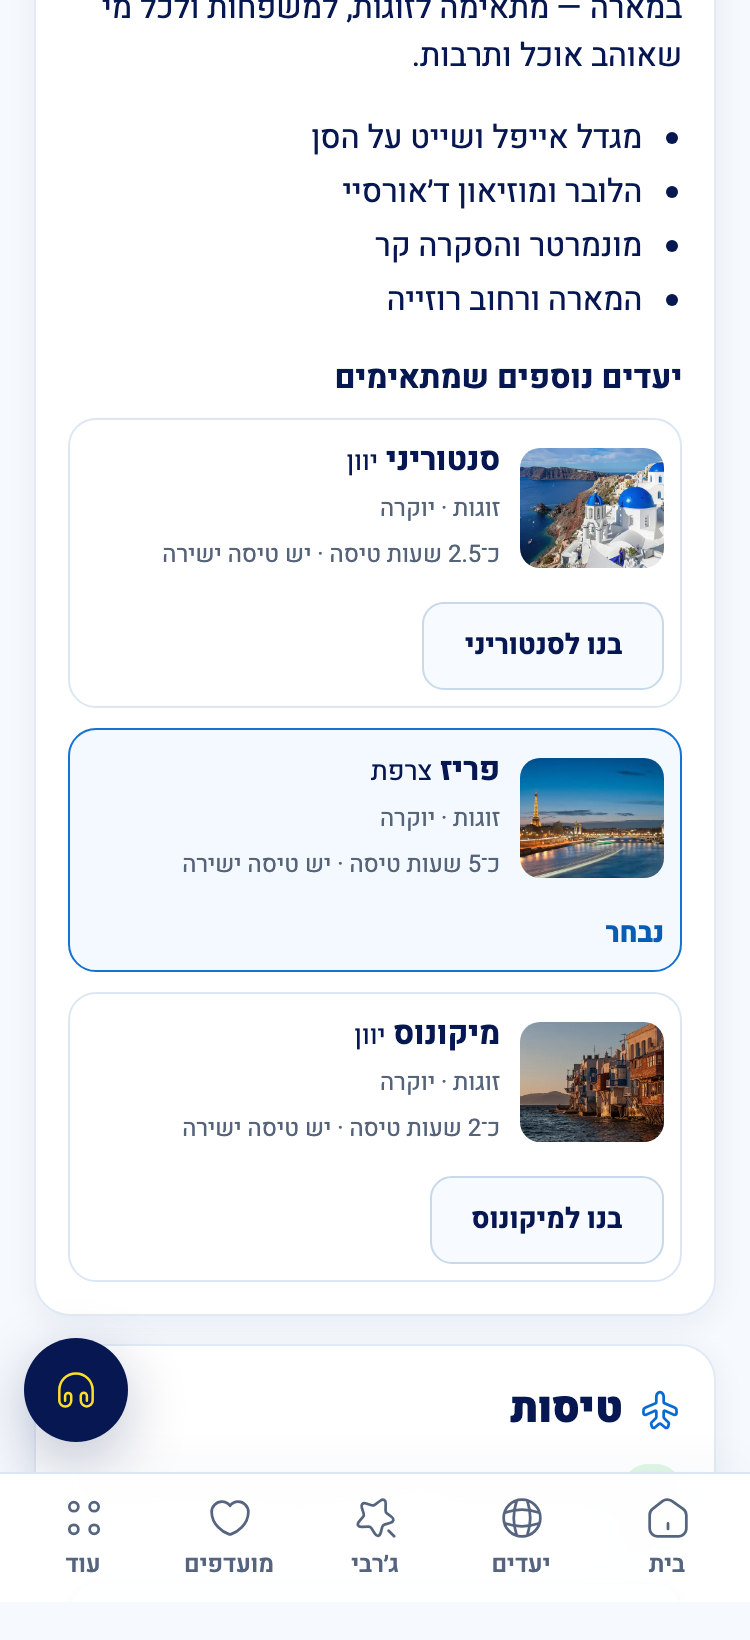 במארה – מתאימה לזוגות, למשפחות ולכל מי
שאוהב אוכל ותרבות.
מגדל אייפל ושייט על הסן
הלובר ומוזיאון ד׳אורסיי
מונמרטר והסקרה קר
המארה ורחוב רוזייה
יעדים נוספים שמתאימים
סנטוריני יוון
זוגות · יוקרה
כ־2.5 שעות טיסה · יש טיסה ישירה
בנו לסנטוריני
פריז צרפת
זוגות · יוקרה
כ־5 שעות טיסה · יש טיסה ישירה
נבחר
מיקונוס יוון
זוגות · יוקרה
כ־2 שעות טיסה · יש טיסה ישירה
בנו למיקונוס
טיסות
בית
יעדים
ג׳רבי
מועדפים
עוד